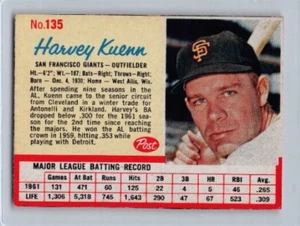 No.135
Harvey Kuenn
SAN FRANCISCO GIANTS – OUTFIELDER
Ht.–6'2"; Wt.–187; Bats–Right; Throws–Right;
Born – Dec. 4, 1930; Home – West Allis, Wis.
After spending nine seasons in the
AL, Kuenn came to the senior circuit
from Cleveland in a winter trade for
Antonelli and Kirkland. Harvey's BA
dropped below .300 for the 1961 season
for the 2nd time since reaching
the majors. He won the AL batting
crown in 1959, hitting .353 while
playing with Detroit.
SF
Post
MAJOR LEAGUE BATTING RECORD
Games At Bat Runs Hits 2B 3B HR RBI Avg.
1961 131 471 60 125 22 4 5 46 .265
LIFE 1,306 5,318 745 1,643 290 47 67 523 .309